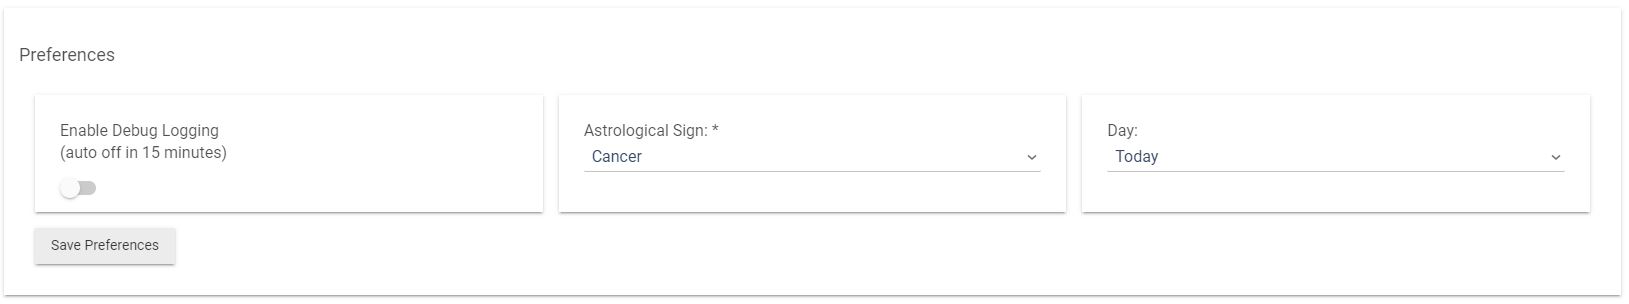 Preferences
Enable Debug Logging
(auto off in 15 minutes)
Astrological Sign: *
Cancer
Day:
Today
Save Preferences